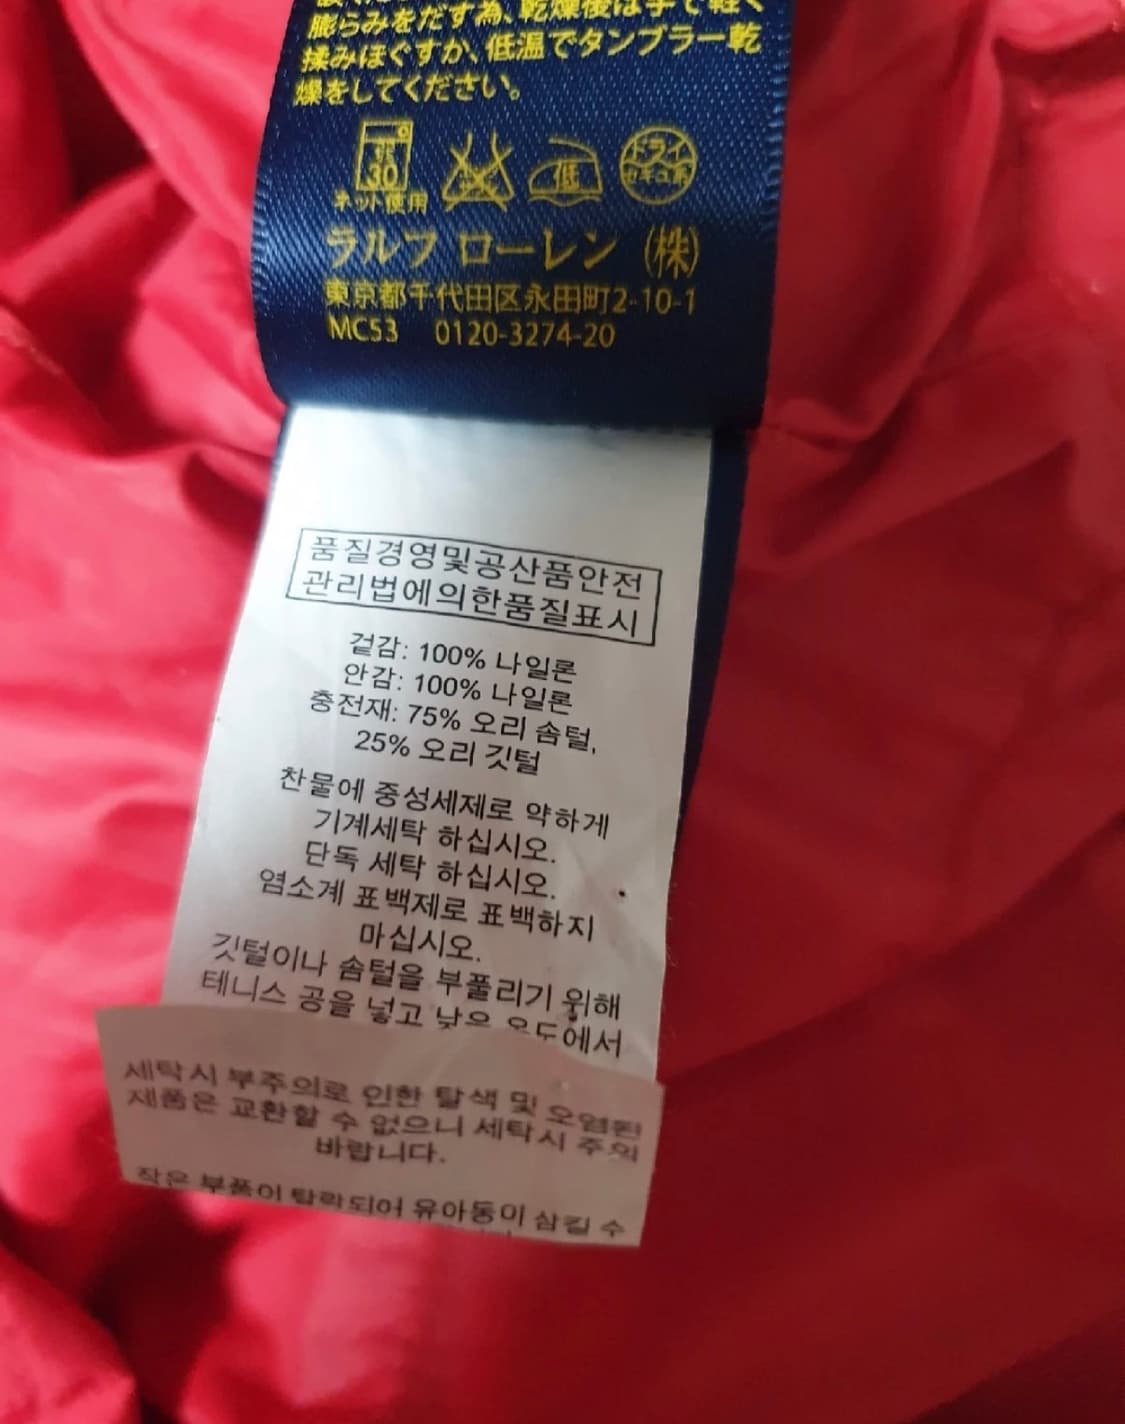 膨らみをだす為、乾燥後は手で軽く
揉みほぐすか、低温でタンブラー乾
燥をしてください。
弱
30
ネット使用
低
ドライ
セキユ系
ラルフ ローレン (株)
東京都千代田区永田町2-10-1
MC53 0120-3274-20
품질경영및공산품안전
관리법에의한품질표시
겉감: 100% 나일론
안감: 100% 나일론
충전재: 75% 오리 솜털,
25% 오리 깃털
찬물에 중성세제로 약하게
기계세탁 하십시오.
단독 세탁 하십시오.
염소계 표백제로 표백하지
마십시오.
깃털이나 솜털을 부풀리기 위해
테니스 공을 넣고 낮은 온도에서
세탁시 부주의로 인한 탈색 및 오염된
제품은 교환할 수 없으니 세탁시 주의
바랍니다.
작은 부품이 탈락되어 유아동이 삼킬 수